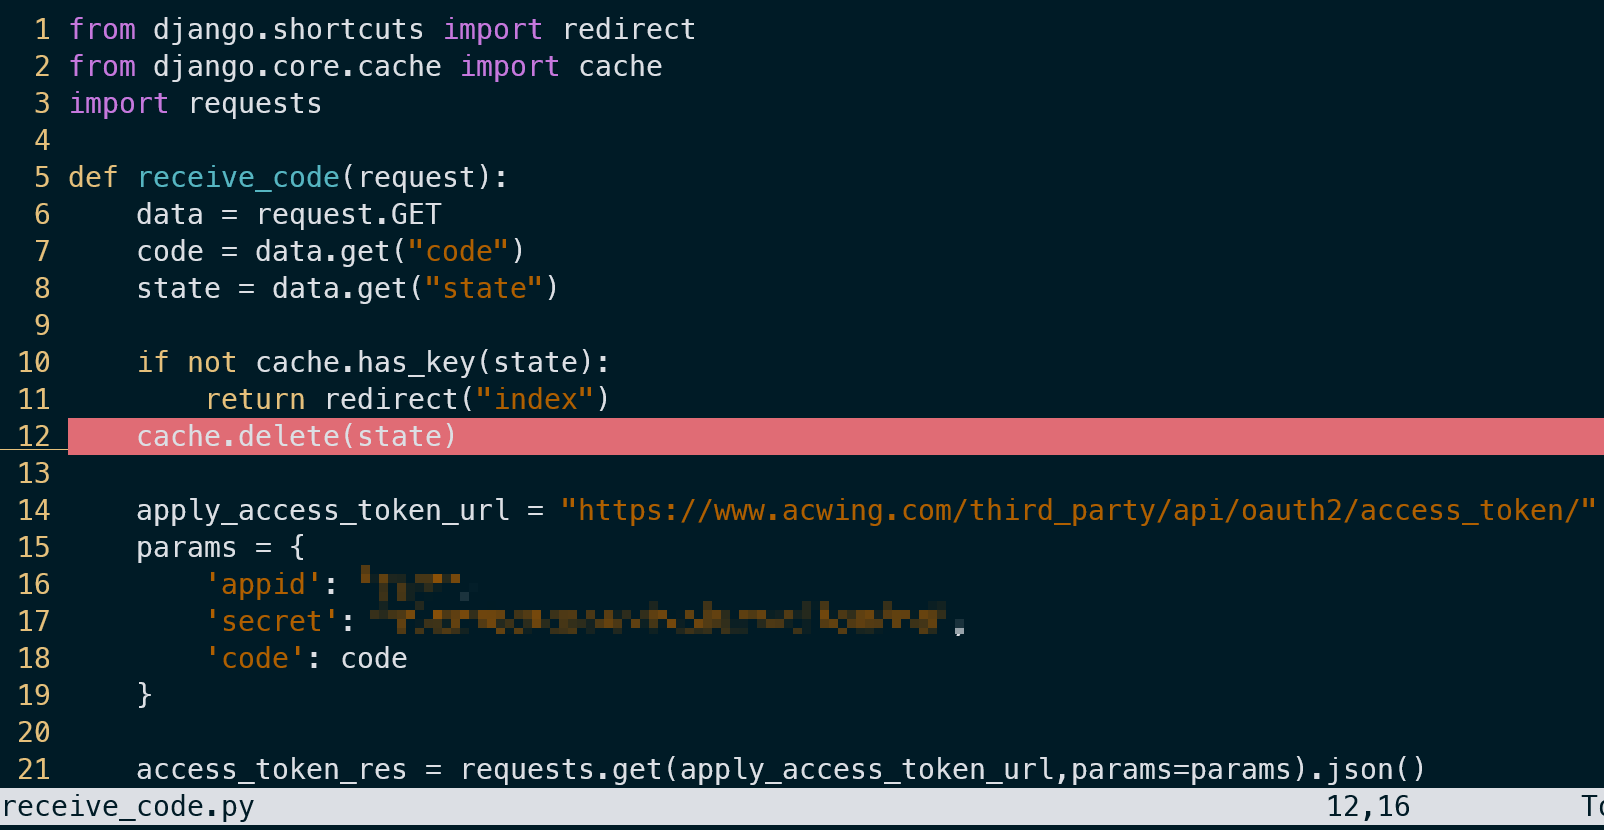 1 from django.shortcuts import redirect
2 from django.core.cache import cache
3 import requests
4
5 def receive_code(request):
6     data = request.GET
7     code = data.get("code")
8     state = data.get("state")
9
10     if not cache.has_key(state):
11         return redirect("index")
12     cache.delete(state)
13
14     apply_access_token_url = "https://www.acwing.com/third_party/api/oauth2/access_token/"
15     params = {
16         'appid':
17         'secret':
18         'code': code
19     }
20
21     access_token_res = requests.get(apply_access_token_url,params=params).json()
receive_code.py 12,16